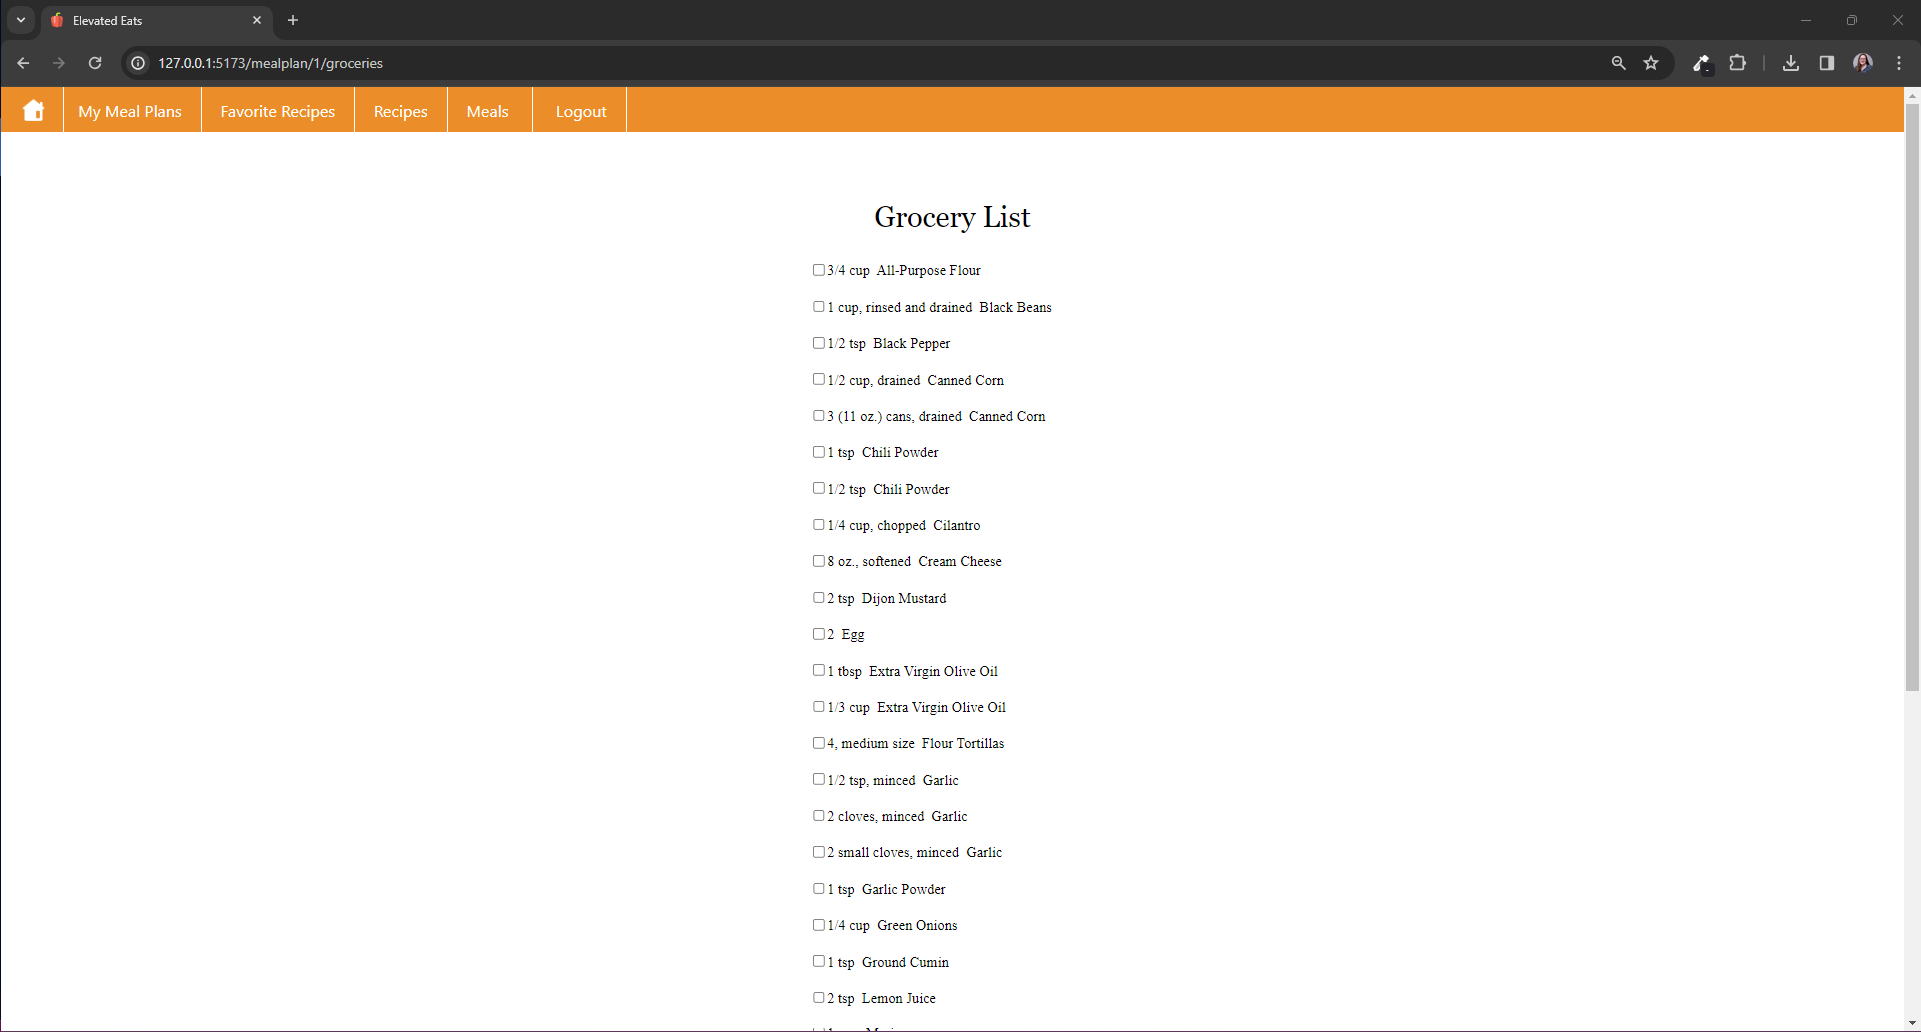 Elevated Eats
127.0.0.1:5173/mealplan/1/groceries
My Meal Plans Favorite Recipes Recipes Meals Logout
Grocery List
3/4 cup All-Purpose Flour
1 cup, rinsed and drained Black Beans
1/2 tsp Black Pepper
1/2 cup, drained Canned Corn
3 (11 oz.) cans, drained Canned Corn
1 tsp Chili Powder
1/2 tsp Chili Powder
1/4 cup, chopped Cilantro
8 oz., softened Cream Cheese
2 tsp Dijon Mustard
2 Egg
1 tbsp Extra Virgin Olive Oil
1/3 cup Extra Virgin Olive Oil
4, medium size Flour Tortillas
1/2 tsp, minced Garlic
2 cloves, minced Garlic
2 small cloves, minced Garlic
1 tsp Garlic Powder
1/4 cup Green Onions
1 tsp Ground Cumin
2 tsp Lemon Juice